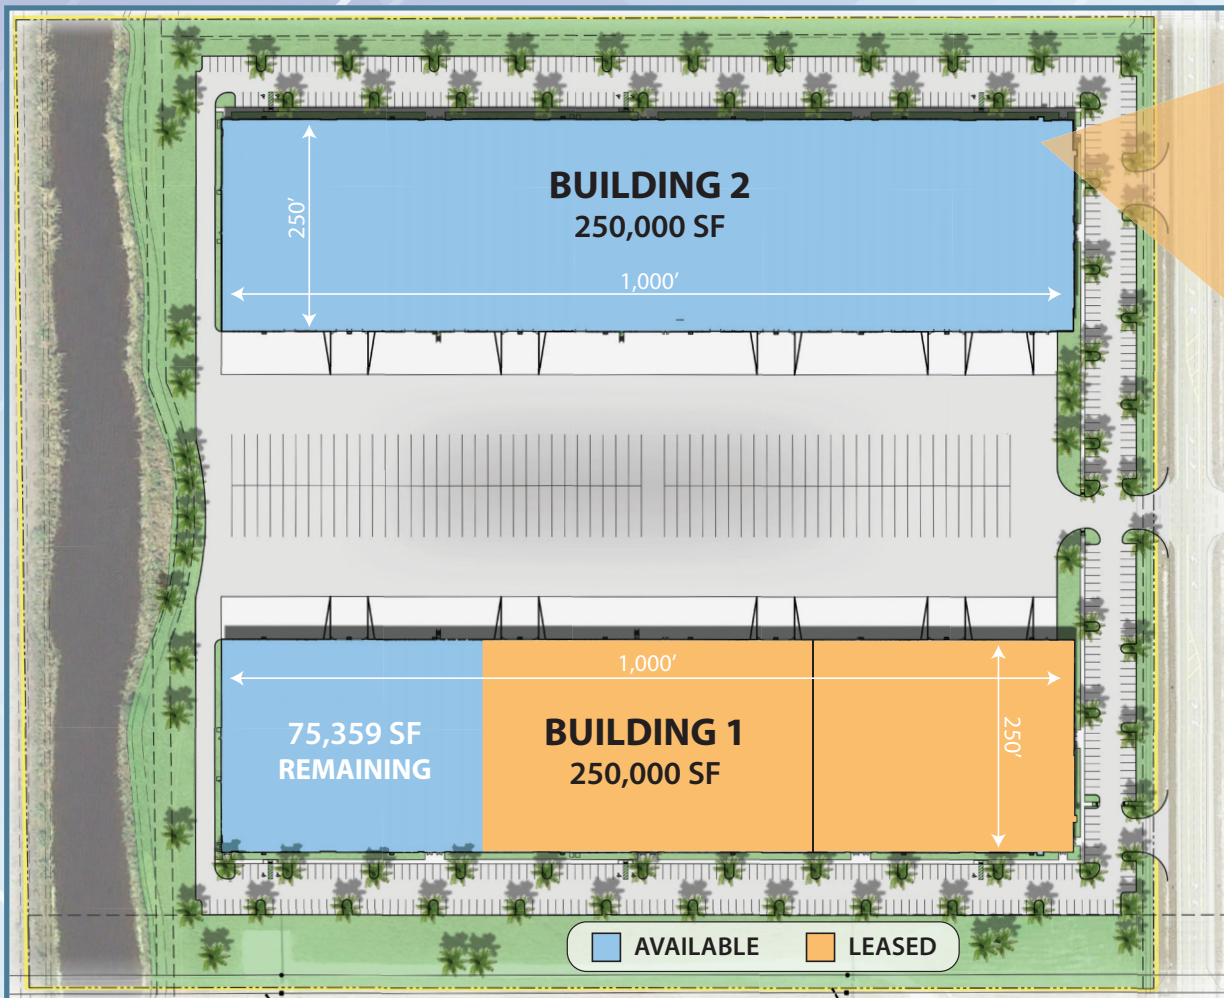 BUILDING 2
250,000 SF
250'
1,000'
1,000'
75,359 SF
REMAINING
BUILDING 1
250,000 SF
250'
AVAILABLE
LEASED